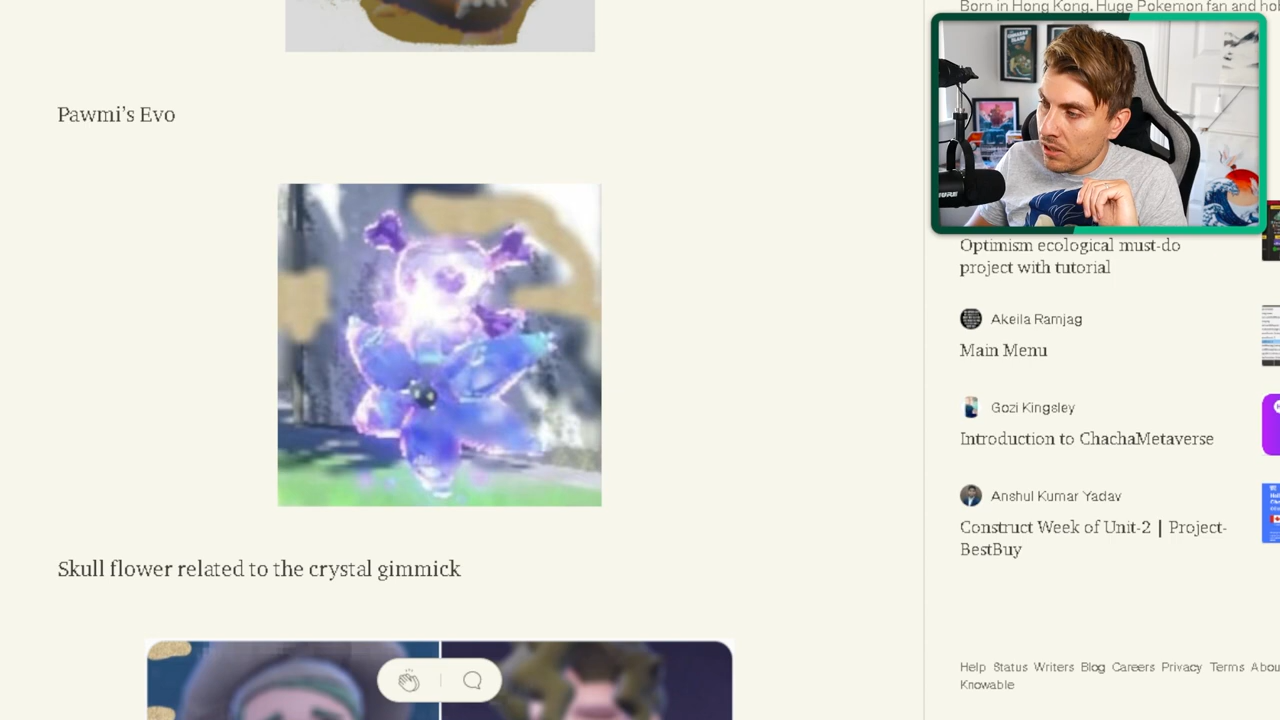 Born in Hong Kong. Huge Pokemon fan and
Pawmi's Evo
Optimism ecological must-do
project with tutorial
Akeila Ramjag
Main Menu
Gozi Kingsley
Introduction to ChachaMetaverse
Anshul Kumar Yadav
Construct Week of Unit-2 | Project-
BestBuy
Skull flower related to the crystal gimmick
Help Status Writers Blog Careers Privacy Terms
Knowable